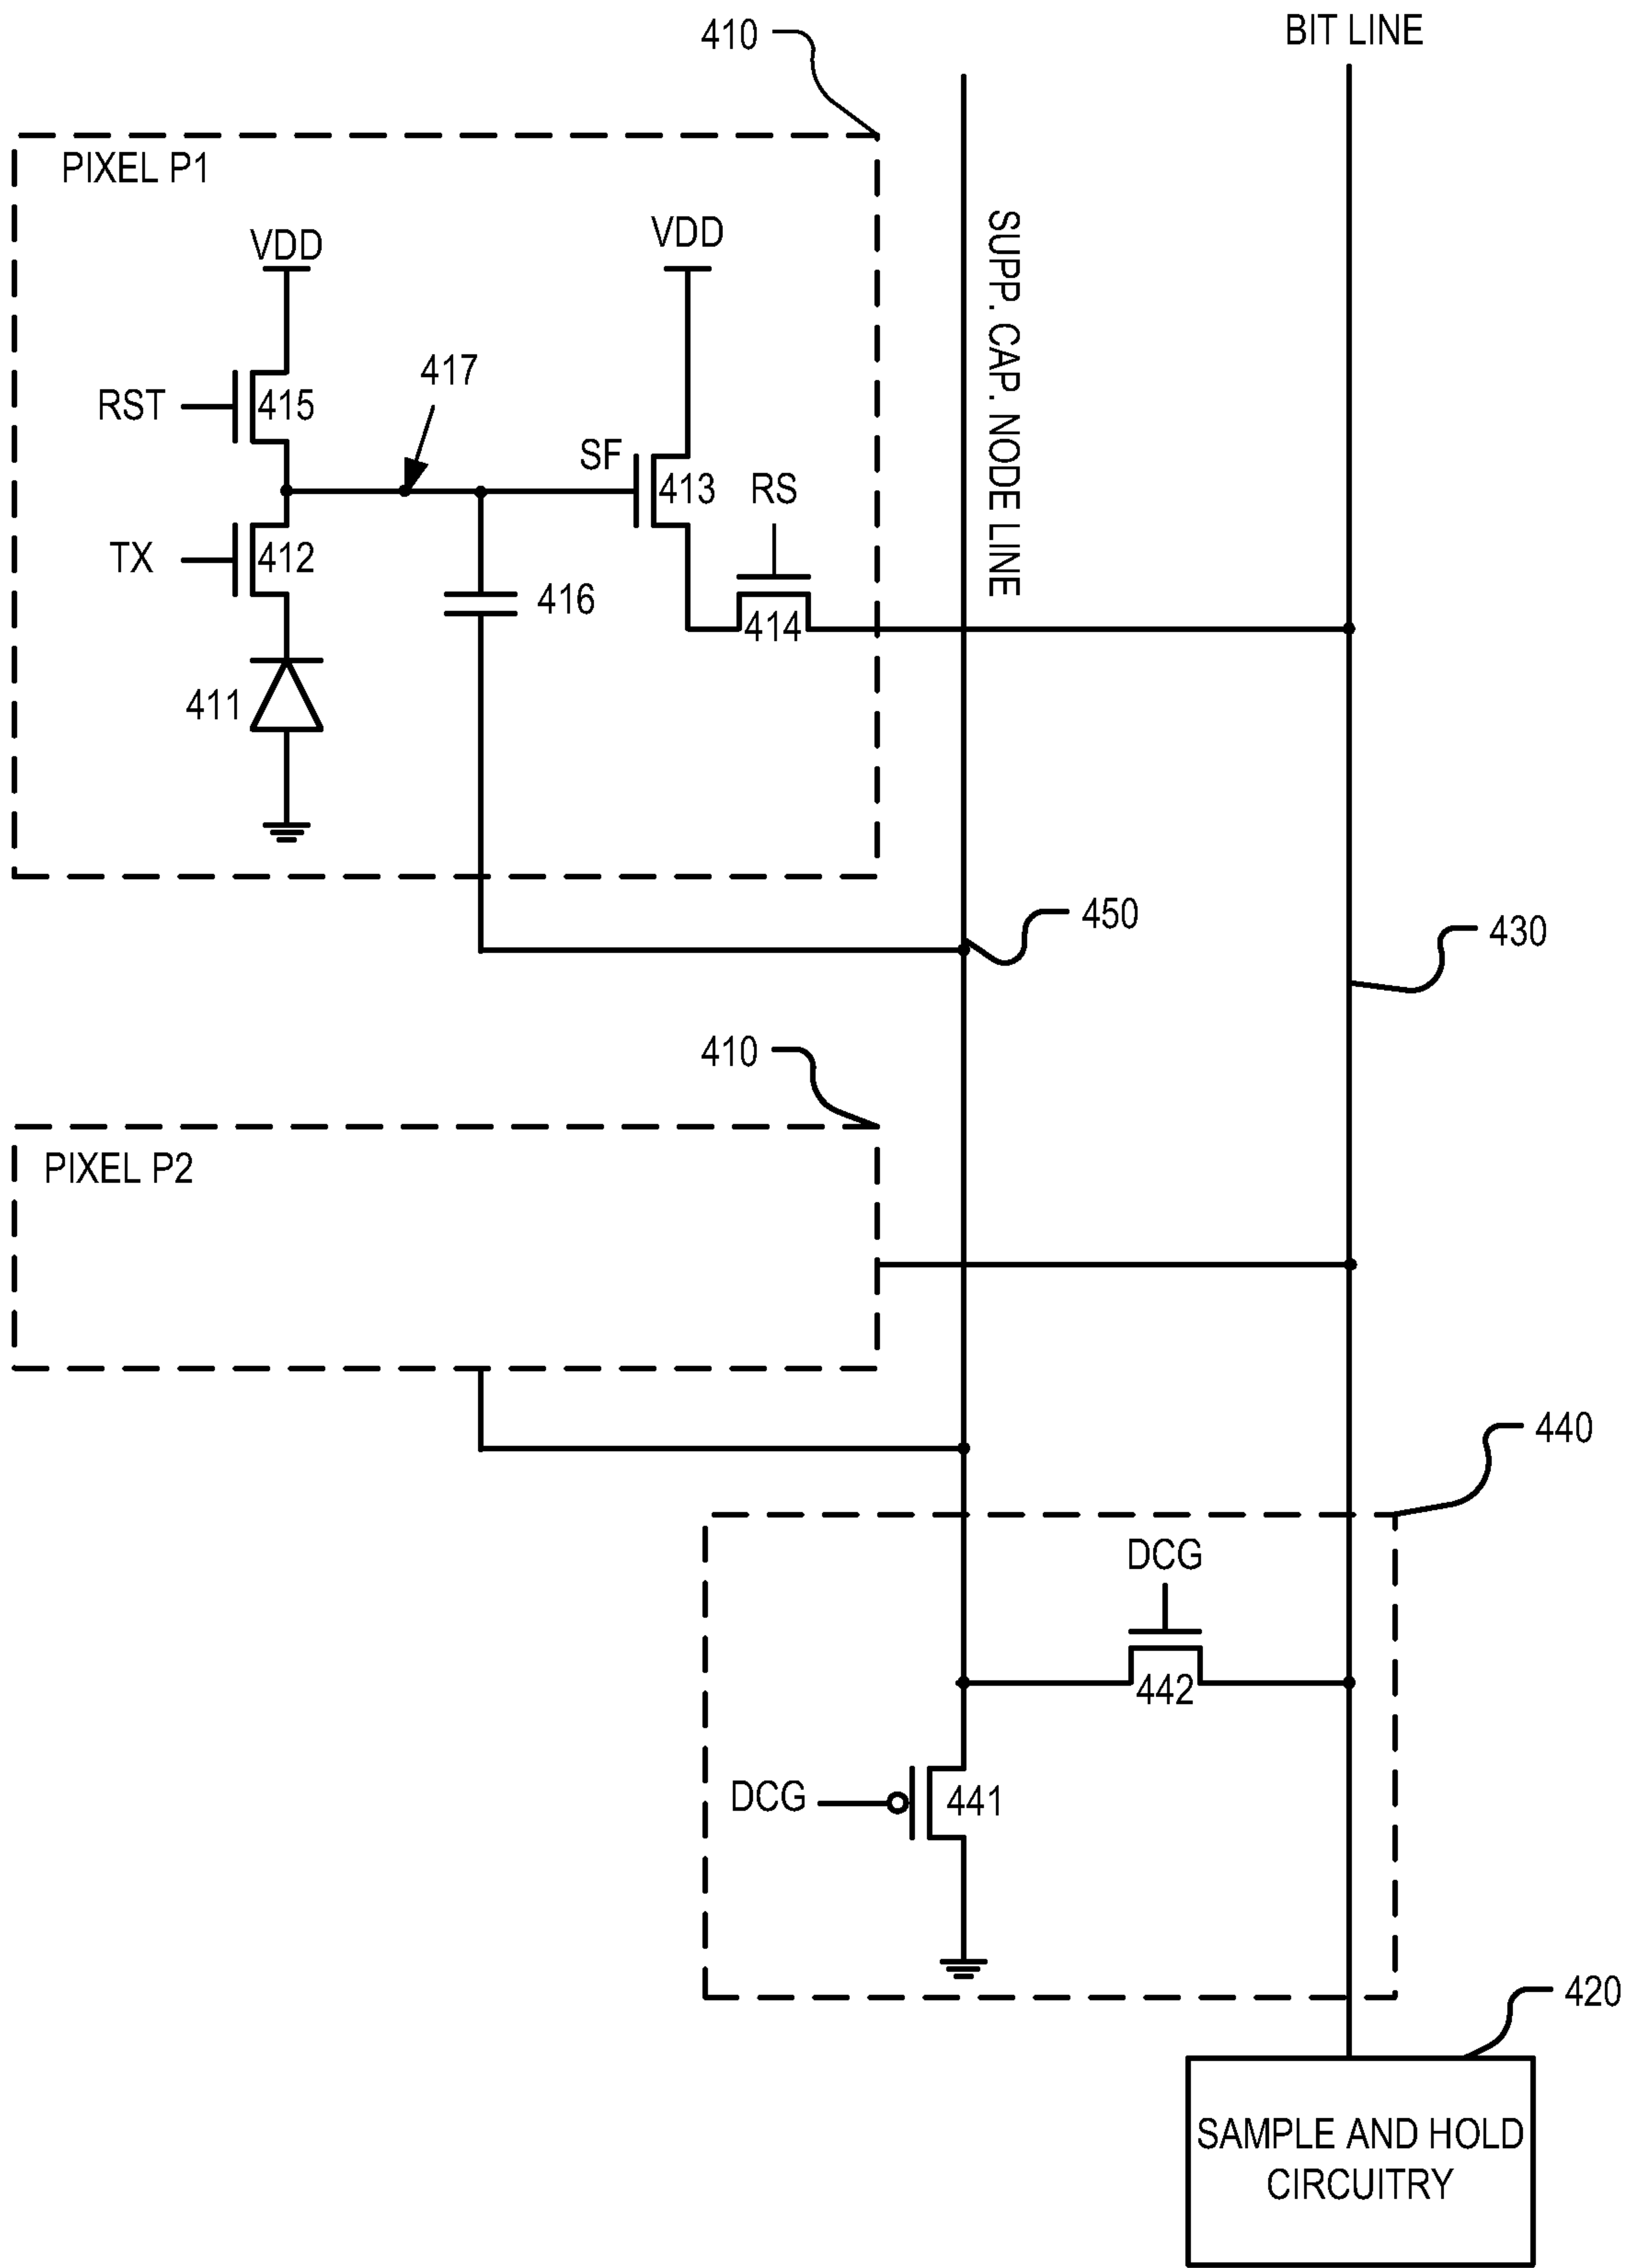 410
BIT LINE
PIXEL P1
VDD
VDD
SUPP. CAP. NODE LINE
417
RST
415
SF
413
RS
TX
412
416
414
411
450
430
410
PIXEL P2
440
DCG
442
DCG
441
420
SAMPLE AND HOLD
CIRCUITRY